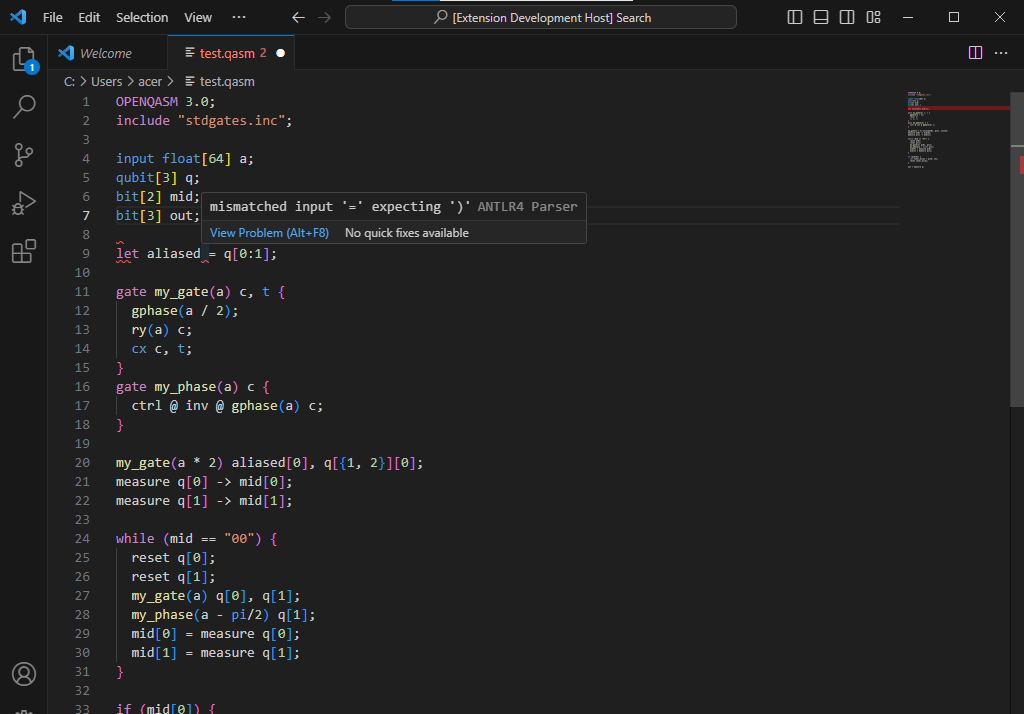 File Edit Selection View ··· [Extension Development Host] Search
Welcome test.qasm 2
C: > Users > acer > test.qasm
1 OPENQASM 3.0;
2 include "stdgates.inc";
3
4 input float[64] a;
5 qubit[3] q;
6 bit[2] mid;
7 bit[3] out;
mismatched input '=' expecting ')' ANTLR4 Parser
View Problem (Alt+F8) No quick fixes available
8
9 let aliased = q[0:1];
10
11 gate my_gate(a) c, t {
12 gphase(a / 2);
13 ry(a) c;
14 cx c, t;
15 }
16 gate my_phase(a) c {
17 ctrl @ inv @ gphase(a) c;
18 }
19
20 my_gate(a * 2) aliased[0], q[{1, 2}][0];
21 measure q[0] -> mid[0];
22 measure q[1] -> mid[1];
23
24 while (mid == "00") {
25 reset q[0];
26 reset q[1];
27 my_gate(a) q[0], q[1];
28 my_phase(a - pi/2) q[1];
29 mid[0] = measure q[0];
30 mid[1] = measure q[1];
31 }
32
33 if (mid[0]) {
1